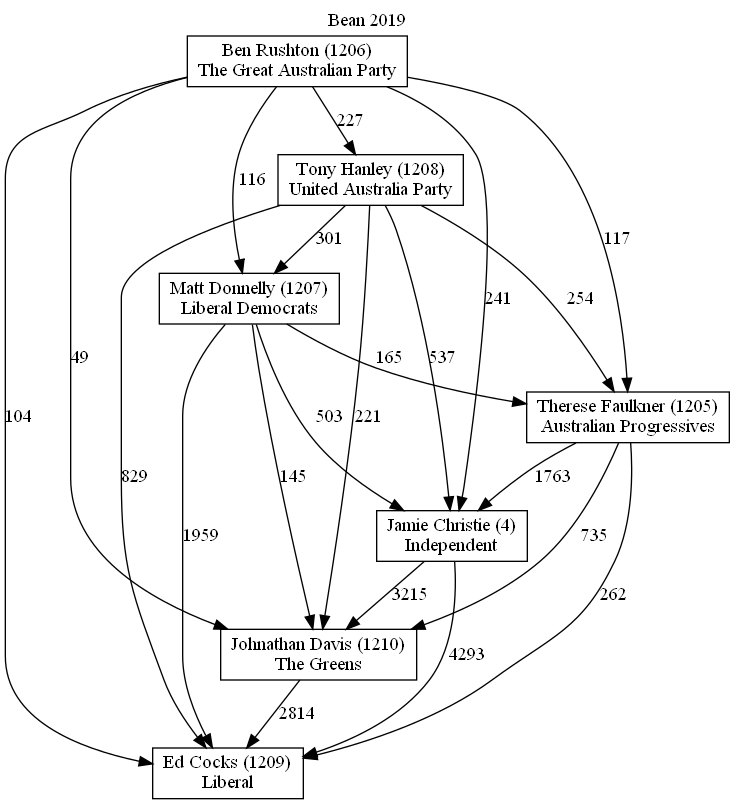 Bean 2019
Ben Rushton (1206)
The Great Australian Party
227
116
Tony Hanley (1208)
United Australia Party
301
117
Matt Donnelly (1207)
Liberal Democrats
241
254
49
165
537
104
503
221
Therese Faulkner (1205)
Australian Progressives
829
145
1763
1959
Jamie Christie (4)
Independent
735
3215
262
Johnathan Davis (1210)
The Greens
4293
2814
Ed Cocks (1209)
Liberal